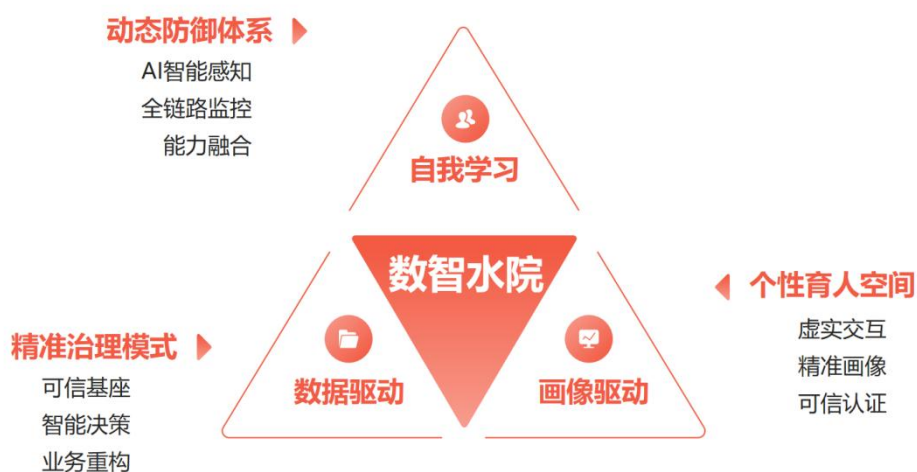 动态防御体系
AI智能感知
全链路监控
能力融合
自我学习
数智水院
个性育人空间
虚实交互
精准画像
可信认证
精准治理模式
可信基座
智能决策
业务重构
数据驱动
画像驱动